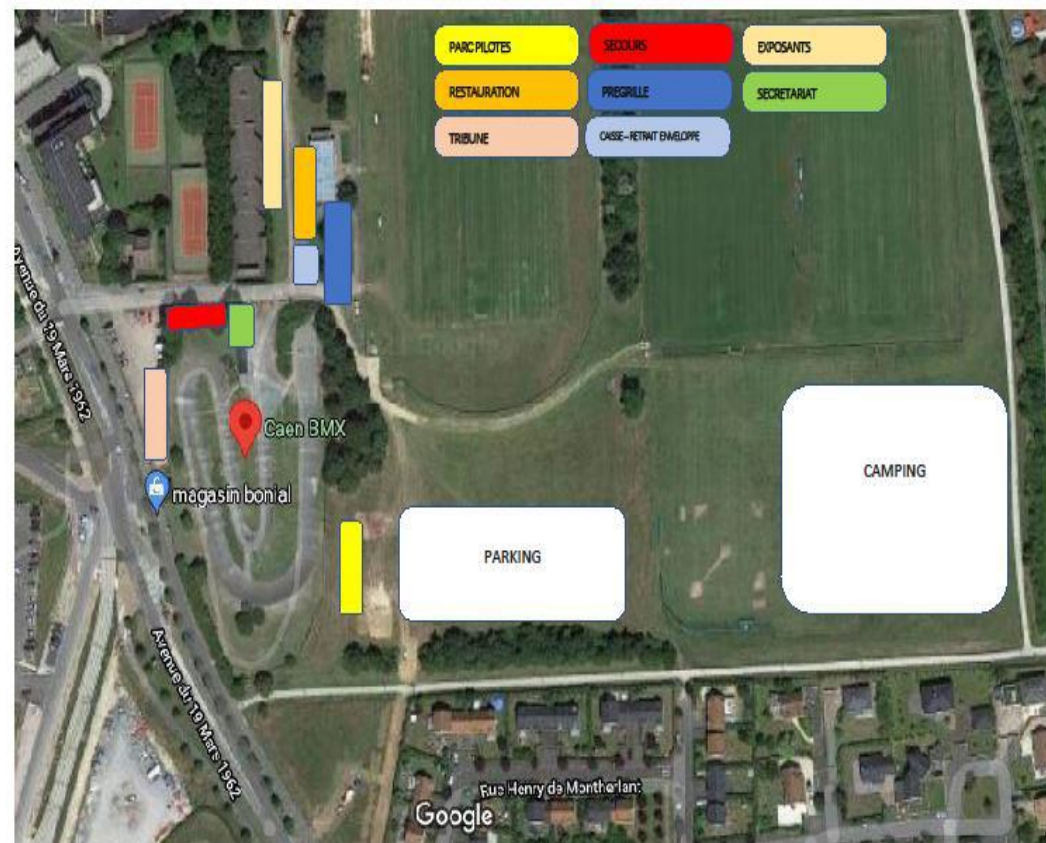 PARC PILOTES
SECOURS
EXPOSANTS
RESTAURATION
PREGRILLE
SECRETARIAT
TRIBUNE
CAISSE – RETRAIT ENVELOPPE
Avenue du 19 Mars 1962
Caen BMX
magasin bonial
CAMPING
PARKING
Avenue du 19 Mars 1962
Rue Henry de Montherlant
Google